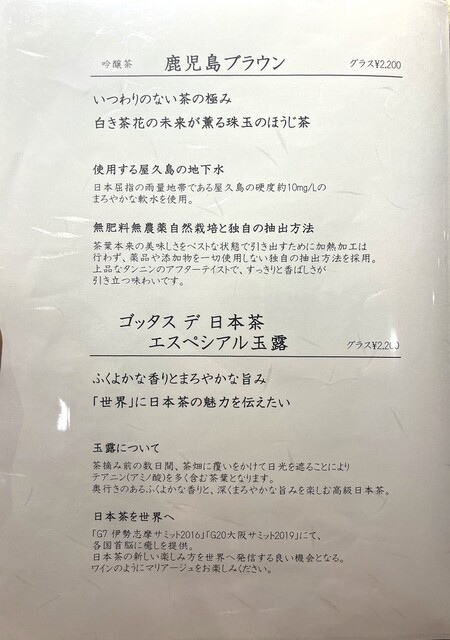 吟醸茶 鹿児島ブラウン グラス¥2,200
いつわりのない茶の極み
白き茶花の未来が薫る珠玉のほうじ茶
使用する屋久島の地下水
日本屈指の雨量地帯である屋久島の硬度約10mg/Lの
まろやかな軟水を使用。
無肥料無農薬自然栽培と独自の抽出方法
茶葉本来の美味しさをベストな状態で引き出すために加熱加工は
行わず、薬品や添加物を一切使用しない独自の抽出方法を採用。
上品なタンニンのアフターテイストで、すっきりと香ばしさが
引き立つ味わいです。
ゴッタス デ 日本茶
エスペシアル玉露 グラス¥2,200
ふくよかな香りとまろやかな旨み
「世界」に日本茶の魅力を伝えたい
玉露について
茶摘み前の数日間、茶畑に覆いをかけて日光を遮ることにより
テアニン(アミノ酸)を多く含む茶葉となります。
奥行きのあるふくよかな香りと、深くまろやかな旨みを楽しむ高級日本茶。
日本茶を世界へ
「G7 伊勢志摩サミット2016」「G20大阪サミット2019」にて、
各国首脳に癒しを提供。
日本茶の新しい楽しみ方を世界へ発信する良い機会となる。
ワインのようにマリアージュをお楽しみください。